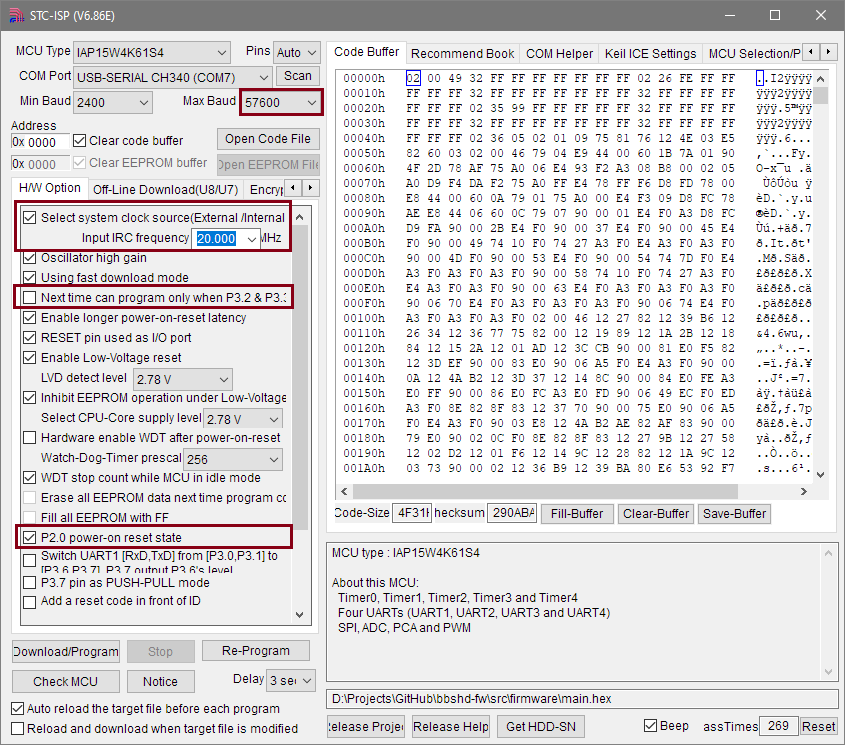 STC-ISP (V6.86E)
MCU Type IAP15W4K61S4 Pins Auto
COM Port USB-SERIAL CH340 (COM7) Scan
Min Baud 2400 Max Baud 57600
Address
0x 0000 Clear code buffer Open Code File
0x 0000 Clear EEPROM buffer Open EEPROM File
H/W Option Off-Line Download(U8/U7) Encryp
Select system clock source(External /Internal
Input IRC frequency 20.000 MHz
Oscillator high gain
Using fast download mode
Next time can program only when P3.2 & P3.3
Enable longer power-on-reset latency
RESET pin used as I/O port
Enable Low-Voltage reset
LVD detect level 2.78 V
Inhibit EEPROM operation under Low-Voltage
Select CPU-Core supply level 2.78 V
Hardware enable WDT after power-on-reset
Watch-Dog-Timer prescal 256
WDT stop count while MCU in idle mode
Erase all EEPROM data next time program co
Fill all EEPROM with FF
P2.0 power-on reset state
Switch UART1 [RxD,TxD] from [P3.0,P3.1] to
[P3.6,P3.7], P3.7 output P3.6's level
P3.7 pin as PUSH-PULL mode
Add a reset code in front of ID
Download/Program Stop Re-Program
Check MCU Notice Delay 3 sec
Auto reload the target file before each program
Reload and download when target file is modified
Code Buffer Recommend Book COM Helper Keil ICE Settings MCU Selection/P
00000h 02 00 49 32 FF FF FF FF FF FF FF 02 26 FE FF FF ..I2ÿÿÿÿ
00010h FF FF FF 32 FF FF FF FF FF FF FF FF FF 32 FF FF ÿÿÿ2ÿÿÿÿ
00020h FF FF FF 02 35 99 FF FF FF FF FF FF FF 32 FF FF ÿÿÿ.5™ÿÿ
00030h FF FF FF 32 FF FF FF FF FF FF FF FF FF 32 FF FF ÿÿÿ2ÿÿÿÿ
00040h FF FF FF 02 36 05 02 01 09 75 81 76 12 4E 03 E5 ÿÿÿ.6...
00050h 82 60 03 02 00 46 79 04 E9 44 00 60 1B 7A 01 90 ‚`...Fy.
00060h 4F 2D 78 AF 75 A0 06 E4 93 F2 A3 08 B8 00 02 05 O-x¯u .ä
00070h A0 D9 F4 DA F2 75 A0 FF E4 78 FF F6 D8 FD 78 00 ÙôÚòu ÿ
00080h E8 44 00 60 0A 79 01 75 A0 00 E4 F3 09 D8 FC 78 èD.`.y.u
00090h AE E8 44 06 60 0C 79 07 90 00 01 E4 F0 A3 D8 FC ®èD.`.y.
000A0h D9 FA 90 00 2B E4 F0 90 00 37 E4 F0 90 00 45 E4 Ùú.+äð.7
000B0h F0 90 00 49 74 10 F0 74 27 A3 F0 E4 A3 F0 A3 F0 ð.It.ðt'
000C0h 90 00 4D F0 90 00 53 E4 F0 90 00 54 74 7D F0 E4 .Mð.Säð.
000D0h A3 F0 A3 F0 A3 F0 90 00 58 74 10 F0 74 27 A3 F0 £ð£ð£ð.X
000E0h E4 A3 F0 A3 F0 90 00 63 E4 F0 A3 F0 A3 F0 A3 F0 ä£ð£ð.cä
000F0h 90 06 70 E4 F0 A3 F0 A3 F0 A3 F0 90 06 74 E4 F0 .päð£ð£ð
00100h A3 F0 A3 F0 A3 F0 02 00 46 12 27 82 12 39 B6 12 £ð£ð£ð..
00110h 26 34 12 36 77 75 82 00 12 19 89 12 1A 2B 12 18 &4.6wu‚.
00120h 84 12 15 2A 12 01 AD 12 3C CB 90 00 81 E0 F5 82 „..*..-.
00130h 12 3D EF 90 00 83 E0 90 06 A5 F0 E4 A3 F0 90 00 .=ï.ƒà.¥
00140h 0A 12 4A B2 12 3D 37 12 14 8C 90 00 84 E0 FE A3 ..J².=7.
00150h E0 FF 90 00 86 E0 FC A3 E0 FD 90 06 49 EC F0 ED àÿ.†àü£à
00160h A3 F0 8E 82 8F 83 12 37 70 90 00 75 E0 90 06 A5 £ðŽ‚ƒ.7p
00170h F0 E4 A3 F0 90 03 E8 12 4A B2 AE 82 AF 83 90 00 ðä£ð.è.J
00180h 79 E0 90 02 0C F0 8E 82 8F 83 12 27 9B 12 27 58 yà..ðŽ‚ƒ
00190h 12 02 D2 12 01 F6 12 14 9C 12 28 82 12 1A 9C 12 ..Ò..ö..
001A0h 03 73 90 00 02 12 36 B9 12 39 BA 80 E6 53 92 F7 .s...6¹.
Code-Size 4F31H hecksum 290ABA Fill-Buffer Clear-Buffer Save-Buffer
MCU type : IAP15W4K61S4
About this MCU:
Timer0, Timer1, Timer2, Timer3 and Timer4
Four UARTs (UART1, UART2, UART3 and UART4)
SPI, ADC, PCA and PWM
D:\Projects\GitHub\bbshd-fw\src\firmware\main.hex
Release Projec Release Help Get HDD-SN Beep assTimes 269 Reset